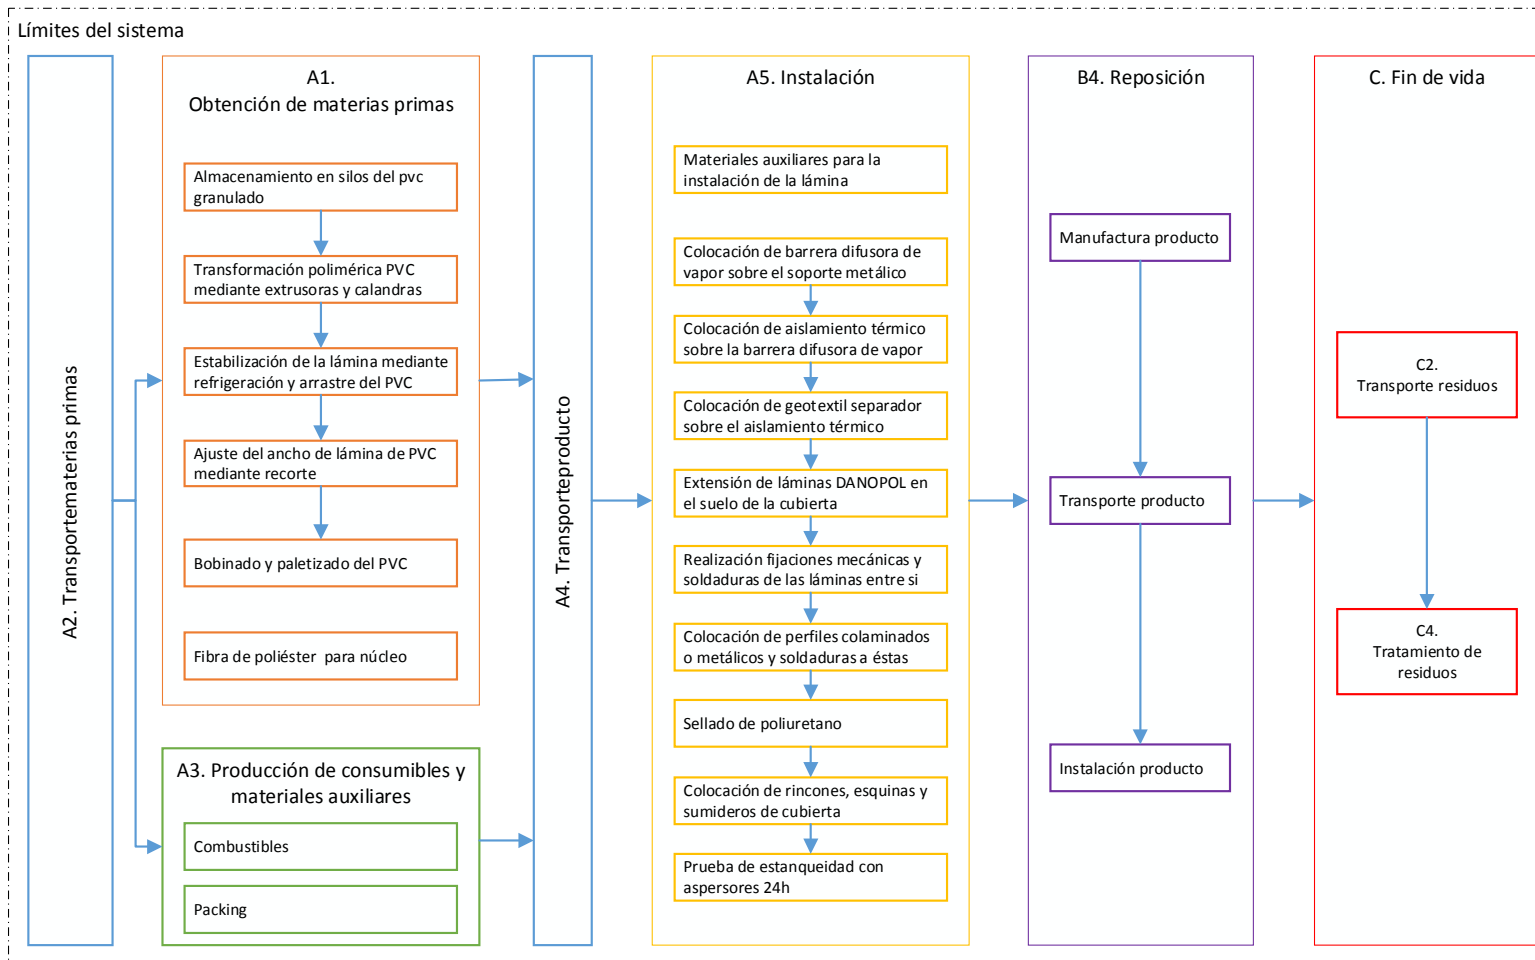 Límites del sistema
A2. Transportematerias primas
A1.
Obtención de materias primas
Almacenamiento en silos del pvc
granulado
Transformación polimérica PVC
mediante extrusoras y calandras
Estabilización de la lámina mediante
refrigeración y arrastre del PVC
Ajuste del ancho de lámina de PVC
mediante recorte
Bobinado y paletizado del PVC
Fibra de poliéster para núcleo
A3. Producción de consumibles y
materiales auxiliares
Combustibles
Packing
A4. Transporteproducto
A5. Instalación
Materiales auxiliares para la
instalación de la lámina
Colocación de barrera difusora de
vapor sobre el soporte metálico
Colocación de aislamiento térmico
sobre la barrera difusora de vapor
Colocación de geotextil separador
sobre el aislamiento térmico
Extensión de láminas DANOPOL en
el suelo de la cubierta
Realización fijaciones mecánicas y
soldaduras de las láminas entre si
Colocación de perfiles colaminados
o metálicos y soldaduras a éstas
Sellado de poliuretano
Colocación de rincones, esquinas y
sumideros de cubierta
Prueba de estanqueidad con
aspersores 24h
B4. Reposición
Manufactura producto
Transporte producto
Instalación producto
C. Fin de vida
C2.
Transporte residuos
C4.
Tratamiento de
residuos